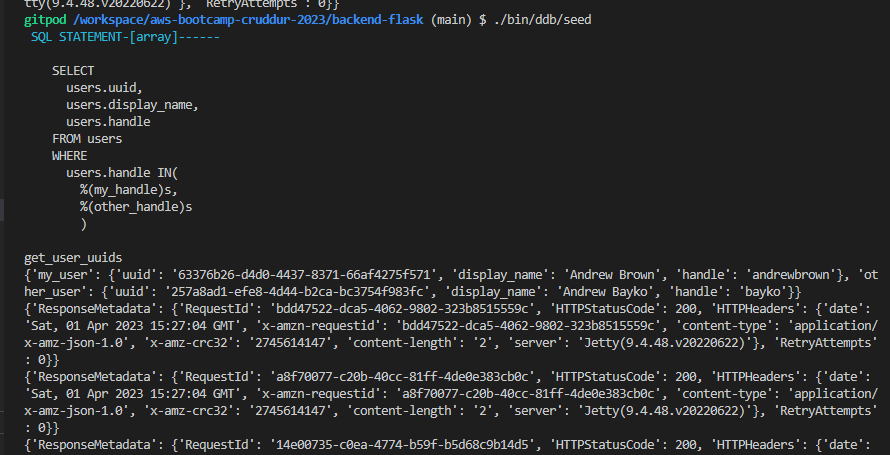 tty(9.4.48.v20220622)'}, 'RetryAttempts': 0}}
gitpod /workspace/aws-bootcamp-cruddur-2023/backend-flask (main) $ ./bin/ddb/seed
SQL STATEMENT-[array]------
SELECT
users.uuid,
users.display_name,
users.handle
FROM users
WHERE
users.handle IN(
%(my_handle)s,
%(other_handle)s
)
get_user_uuids
{'my_user': {'uuid': '63376b26-d4d0-4437-8371-66af4275f571', 'display_name': 'Andrew Brown', 'handle': 'andrewbrown'}, 'ot
her_user': {'uuid': '257a8ad1-efe8-4d44-b2ca-bc3754f983fc', 'display_name': 'Andrew Bayko', 'handle': 'bayko'}}
{'ResponseMetadata': {'RequestId': 'bdd47522-dca5-4062-9802-323b8515559c', 'HTTPStatusCode': 200, 'HTTPHeaders': {'date':
'Sat, 01 Apr 2023 15:27:04 GMT', 'x-amzn-requestid': 'bdd47522-dca5-4062-9802-323b8515559c', 'content-type': 'application/
x-amz-json-1.0', 'x-amz-crc32': '2745614147', 'content-length': '2', 'server': 'Jetty(9.4.48.v20220622)'}, 'RetryAttempts'
: 0}}
{'ResponseMetadata': {'RequestId': 'a8f70077-c20b-40cc-81ff-4de0e383cb0c', 'HTTPStatusCode': 200, 'HTTPHeaders': {'date':
'Sat, 01 Apr 2023 15:27:04 GMT', 'x-amzn-requestid': 'a8f70077-c20b-40cc-81ff-4de0e383cb0c', 'content-type': 'application/
x-amz-json-1.0', 'x-amz-crc32': '2745614147', 'content-length': '2', 'server': 'Jetty(9.4.48.v20220622)'}, 'RetryAttempts'
: 0}}
{'ResponseMetadata': {'RequestId': '14e00735-c0ea-4774-b59f-b5d68c9b14d5', 'HTTPStatusCode': 200, 'HTTPHeaders': {'date':